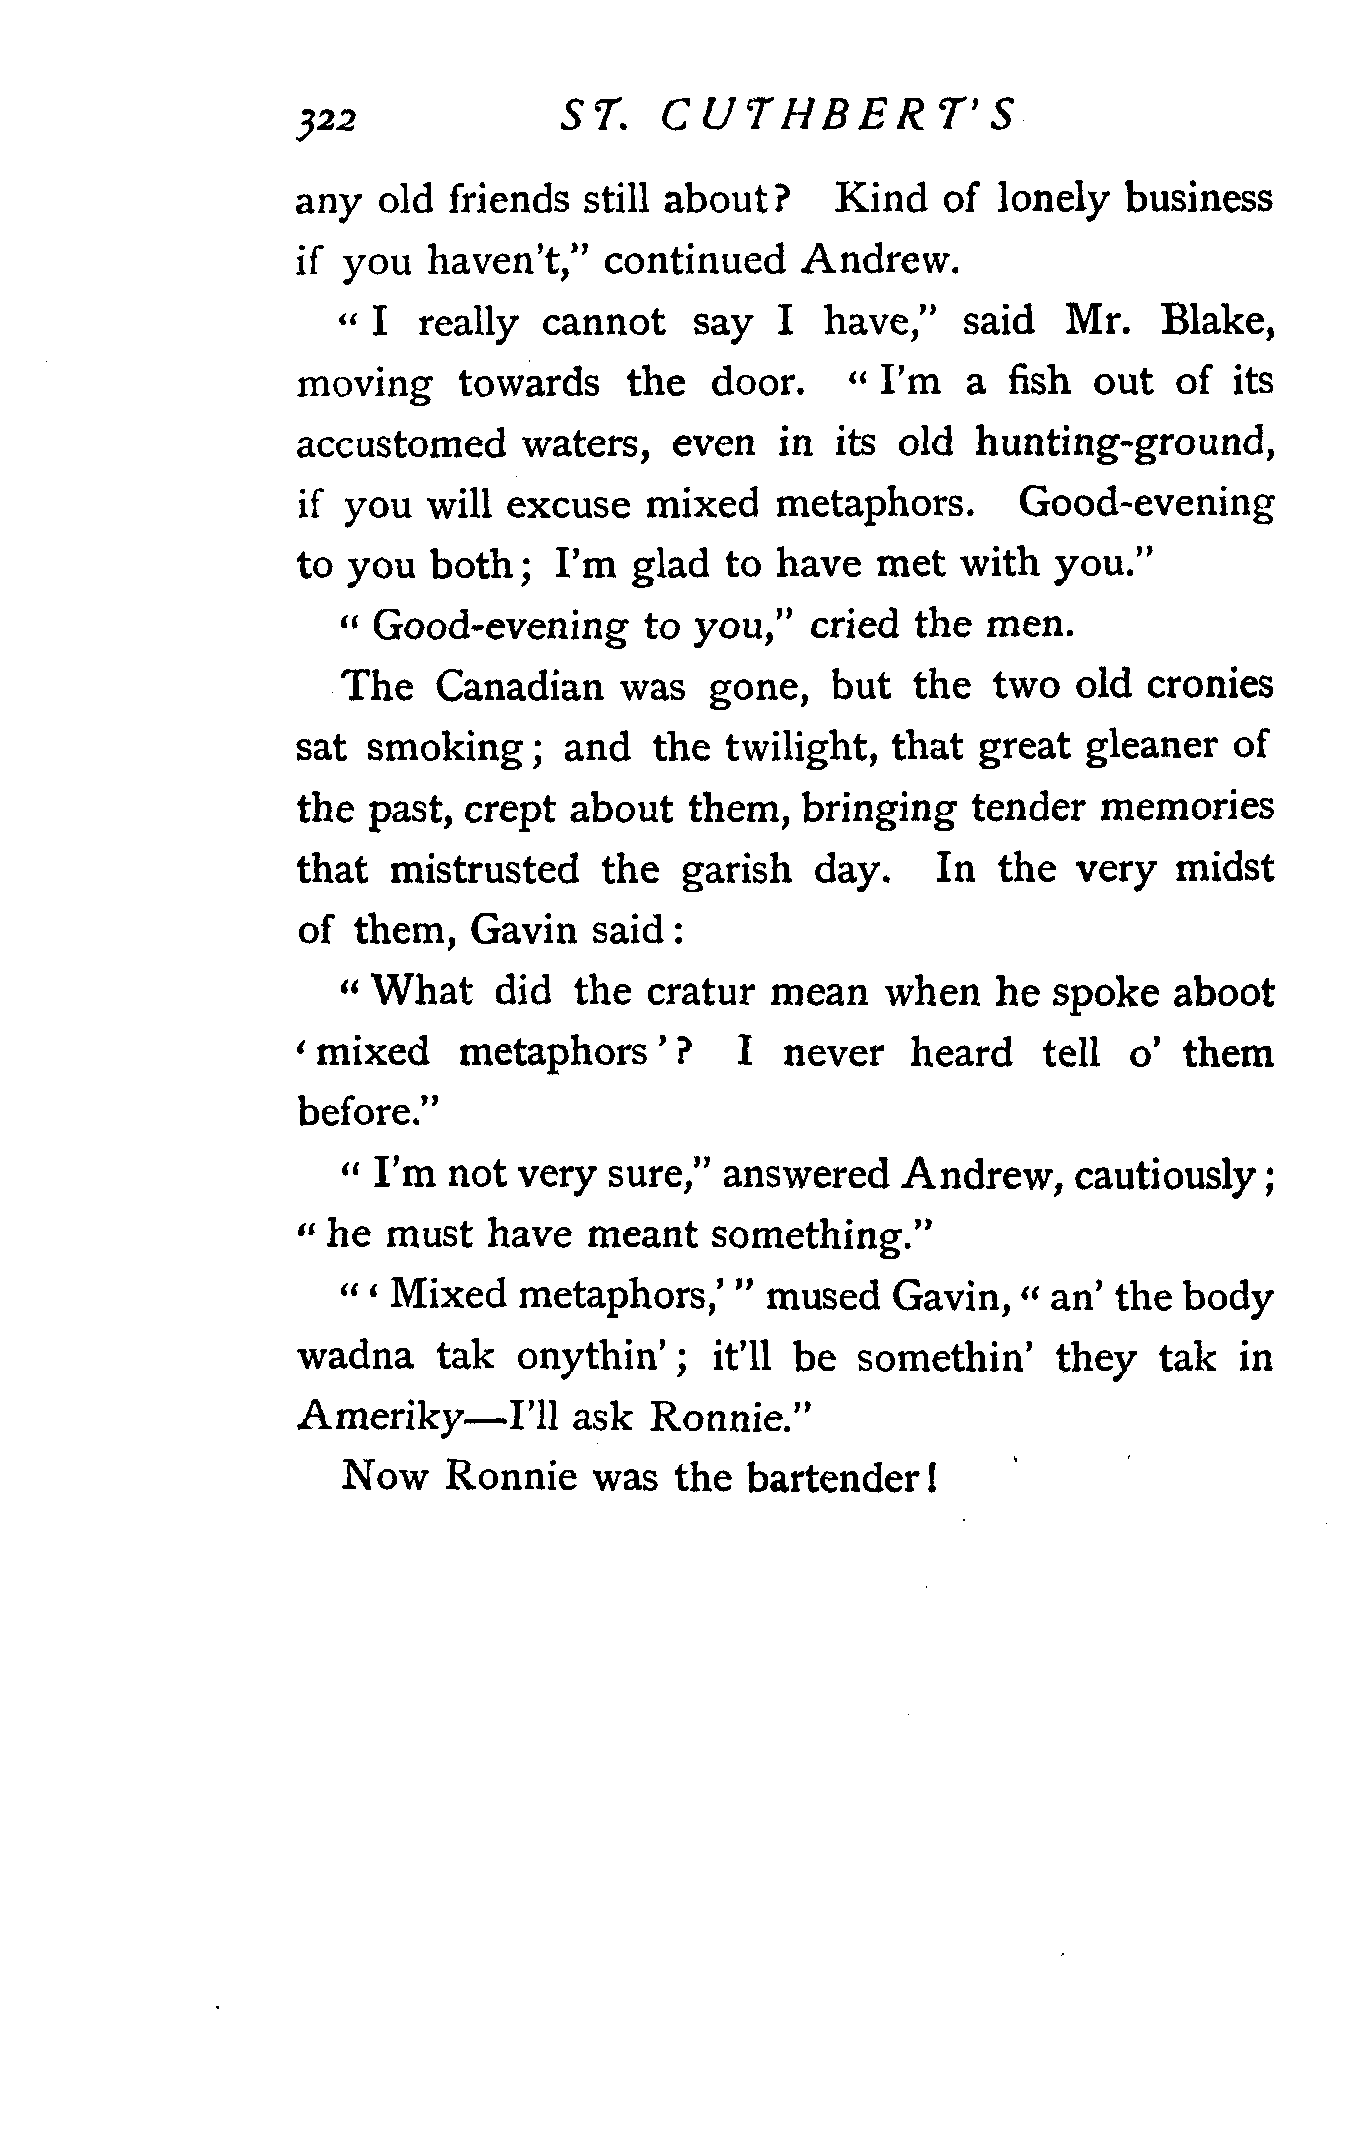 322 ST. CUTHBERT'S
any old friends still about? Kind of lonely business
if you haven't," continued Andrew.
"I really cannot say I have," said Mr. Blake,
moving towards the door. "I'm a fish out of its
accustomed waters, even in its old hunting-ground,
if you will excuse mixed metaphors. Good-evening
to you both; I'm glad to have met with you."
"Good-evening to you," cried the men.
The Canadian was gone, but the two old cronies
sat smoking; and the twilight, that great gleaner of
the past, crept about them, bringing tender memories
that mistrusted the garish day. In the very midst
of them, Gavin said:
"What did the cratur mean when he spoke aboot
'mixed metaphors'? I never heard tell o' them
before."
"I'm not very sure," answered Andrew, cautiously;
"he must have meant something."
"'Mixed metaphors,'" mused Gavin, "an' the body
wadna tak onythin'; it'll be somethin' they tak in
Ameriky—I'll ask Ronnie."
Now Ronnie was the bartender!